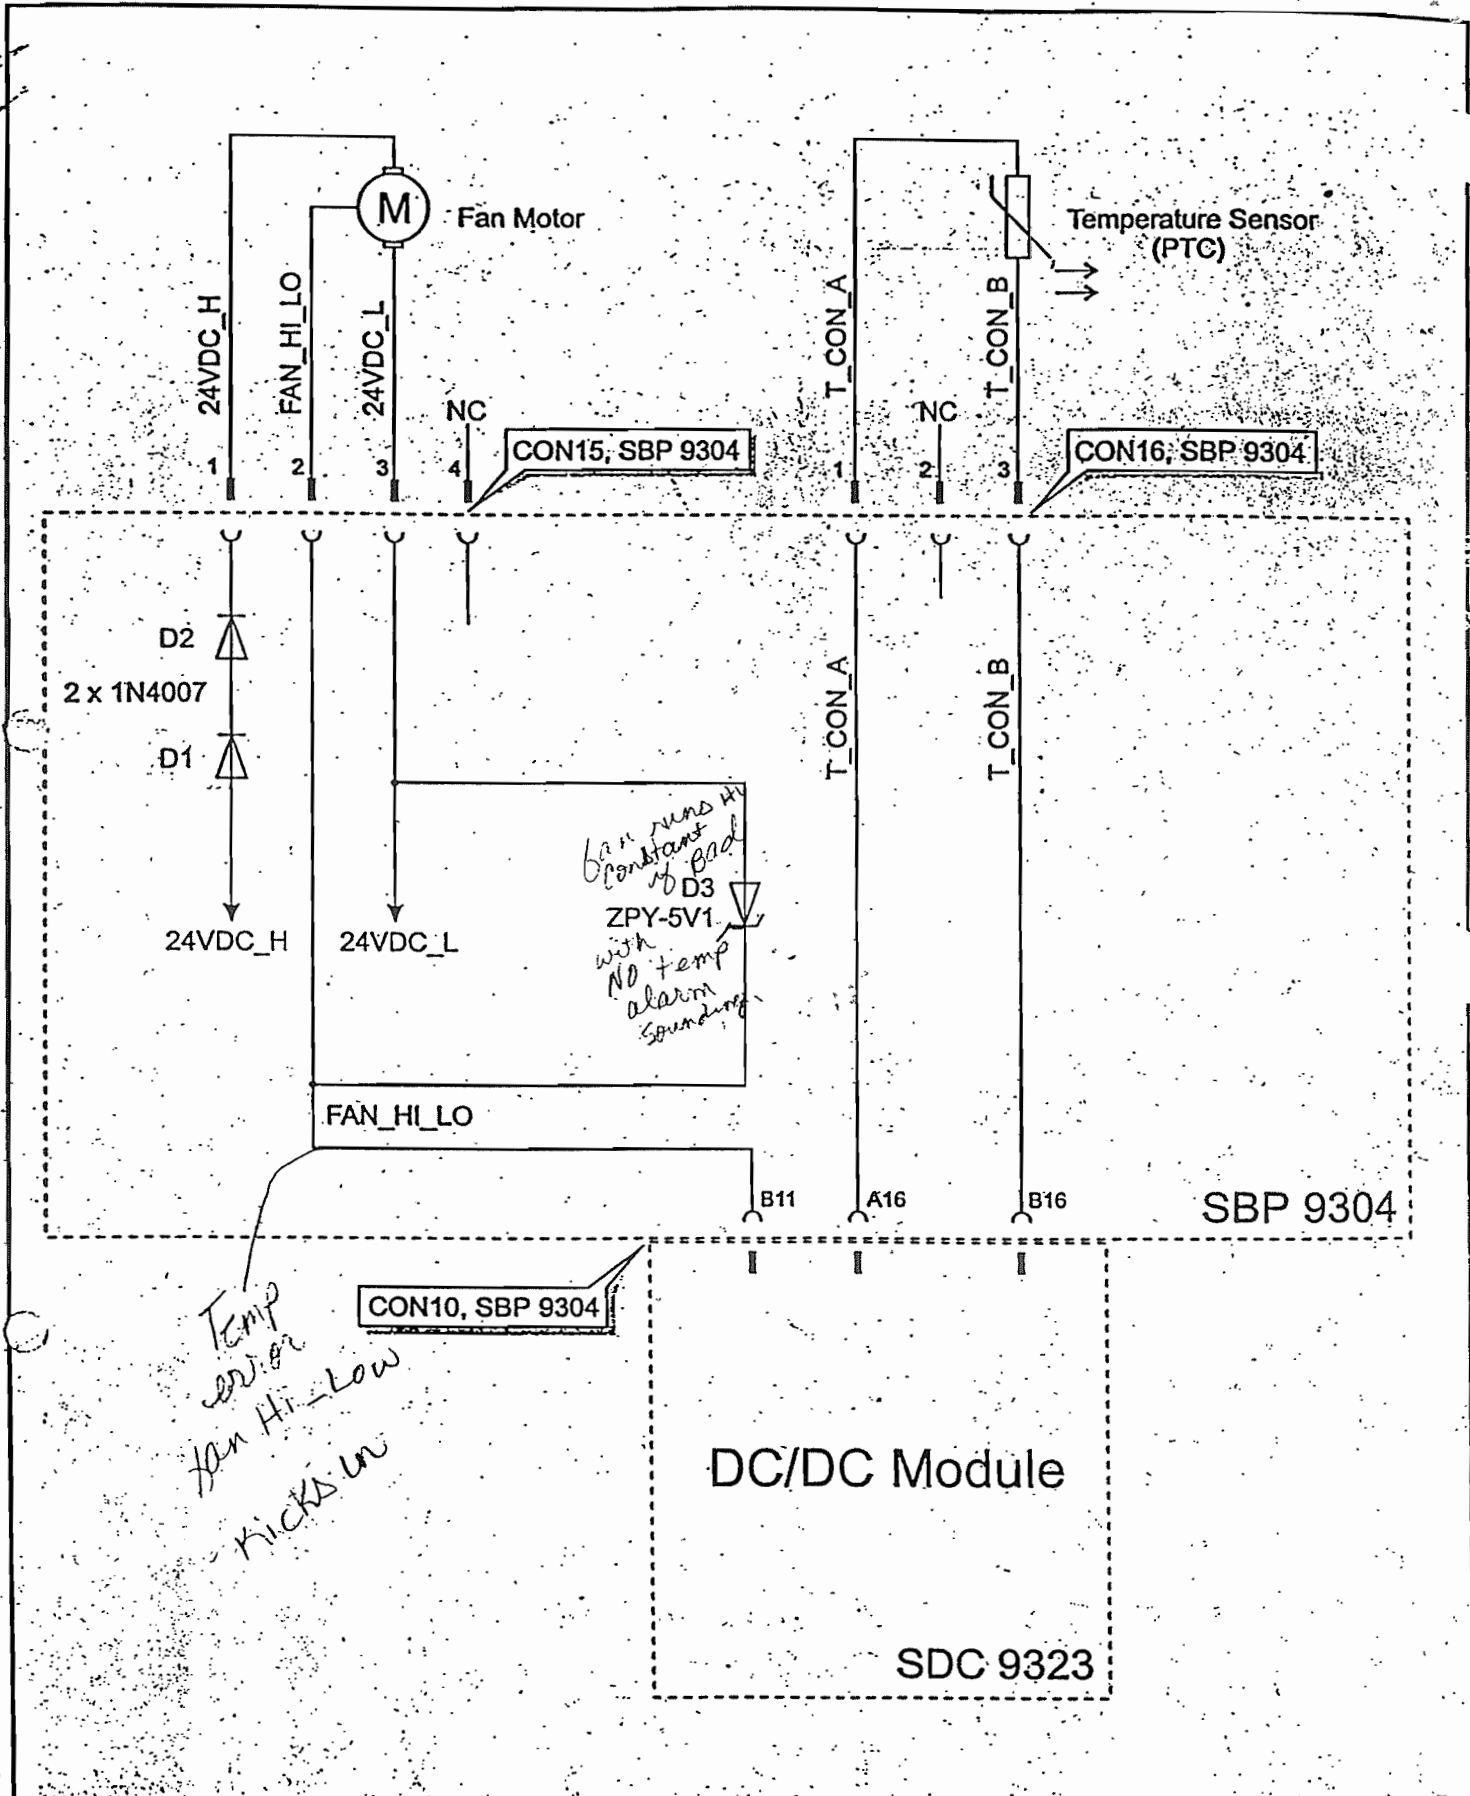 M
Fan Motor
Temperature Sensor
(PTC)
24VDC_H
FAN_HI_LO
24VDC_L
NC
T_CON_A
NC
T_CON_B
1
2
3
4
CON15, SBP 9304
1
2
3
CON16, SBP 9304
D2
2 x 1N4007
D1
T_CON_A
T_CON_B
fan runs Hi
constant
if Bad
D3
ZPY-5V1
with
NO temp
alarm
sounding.
24VDC_H
24VDC_L
FAN_HI_LO
B11
A16
B16
SBP 9304
CON10, SBP 9304
Temp
error
fan Hi_Low
Kicks in
DC/DC Module
SDC 9323